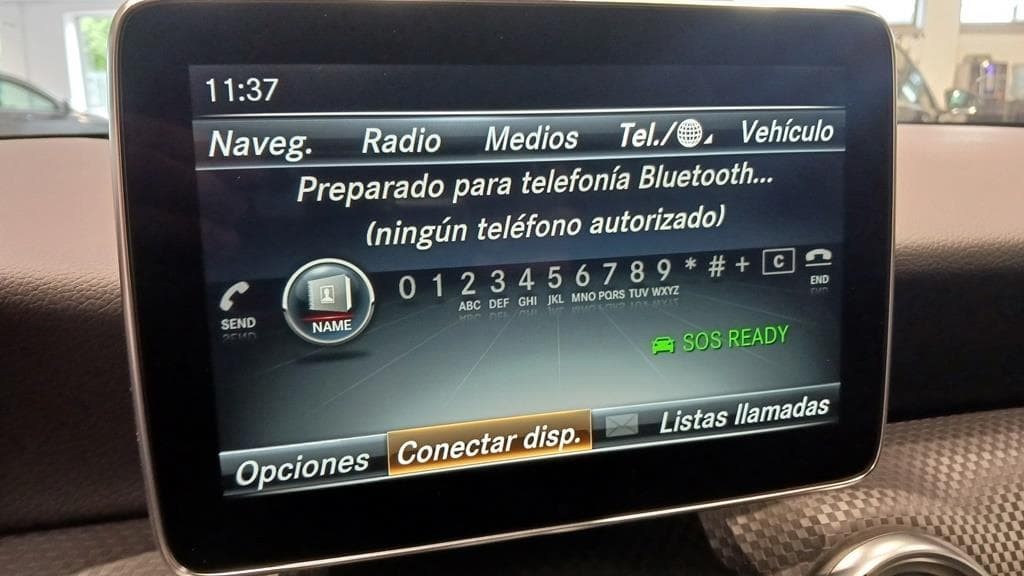 11:37
Naveg. Radio Medios Tel./ Vehículo
Preparado para telefonía Bluetooth...
(ningún teléfono autorizado)
SEND NAME 0 1 2 3 4 5 6 7 8 9 * # + C END
ABC DEF GHI JKL MNO PQRS TUV WXYZ
SOS READY
Opciones Conectar disp. Listas llamadas